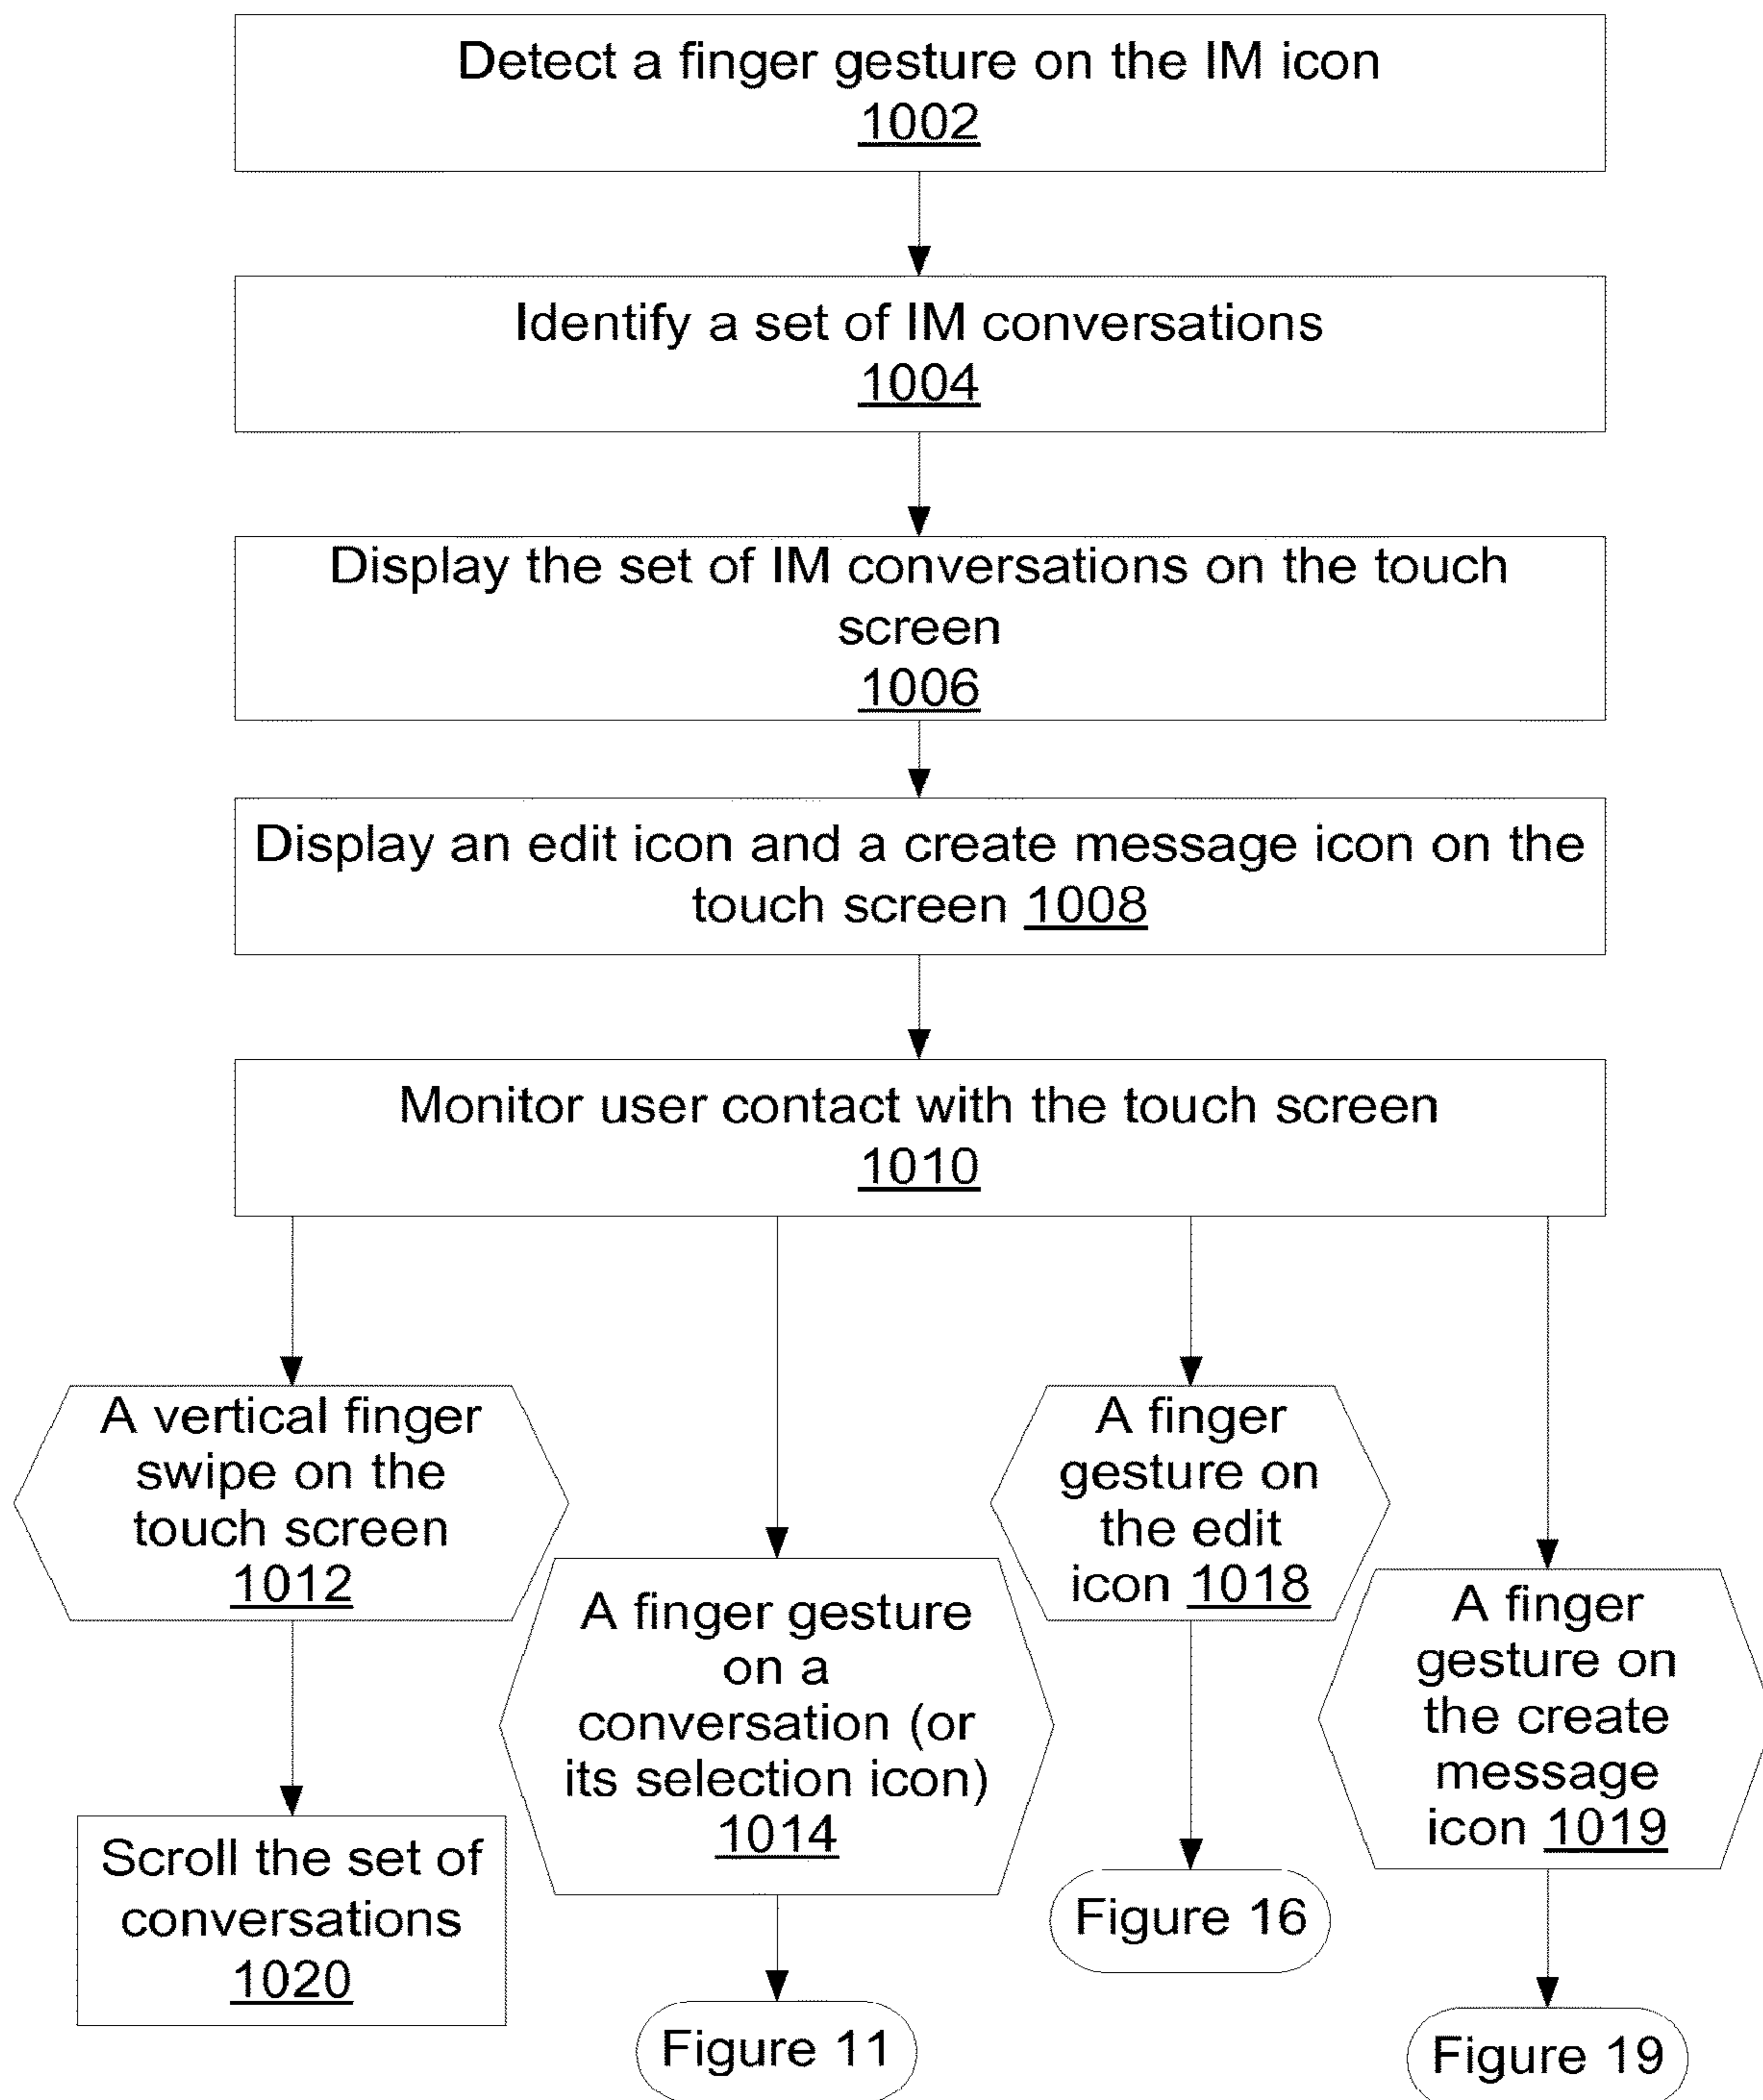 Detect a finger gesture on the IM icon
1002
Identify a set of IM conversations
1004
Display the set of IM conversations on the touch
screen
1006
Display an edit icon and a create message icon on the
touch screen 1008
Monitor user contact with the touch screen
1010
A vertical finger
swipe on the
touch screen
1012
Scroll the set of
conversations
1020
A finger gesture
on a
conversation (or
its selection icon)
1014
Figure 11
A finger
gesture on
the edit
icon 1018
Figure 16
A finger
gesture on
the create
message
icon 1019
Figure 19